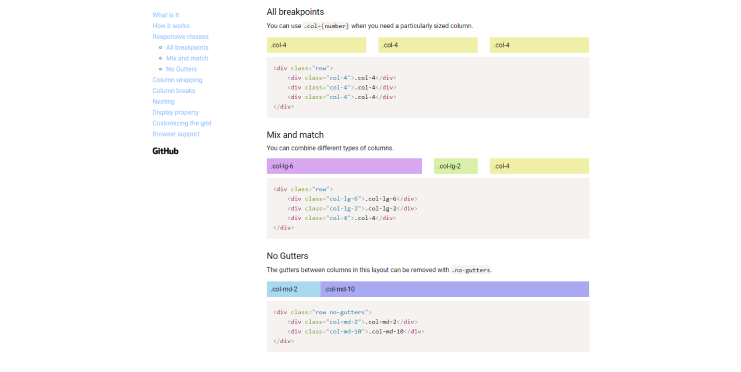 What is it
How it works
Responsive classes
All breakpoints
Mix and match
No Gutters
Column wrapping
Column breaks
Nesting
Display property
Customizing the grid
Browser support
GitHub
All breakpoints
You can use .col-{number} when you need a particularly sized column.
.col-4 .col-4 .col-4
<div class="row">
<div class="col-4">.col-4</div>
<div class="col-4">.col-4</div>
<div class="col-4">.col-4</div>
</div>
Mix and match
You can combine different types of columns.
.col-lg-6 .col-lg-2 .col-4
<div class="row">
<div class="col-lg-6">.col-lg-6</div>
<div class="col-lg-2">.col-lg-2</div>
<div class="col-4">.col-4</div>
</div>
No Gutters
The gutters between columns in this layout can be removed with .no-gutters.
.col-md-2 .col-md-10
<div class="row no-gutters">
<div class="col-md-2">.col-md-2</div>
<div class="col-md-10">.col-md-10</div>
</div>